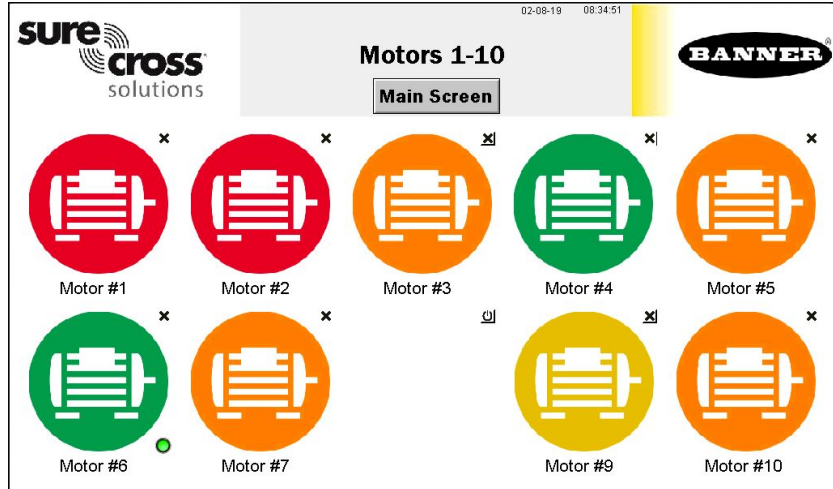 02-08-19 08:34:51
sure
cross
solutions
Motors 1-10
BANNER®
Main Screen
Motor #1 Motor #2 Motor #3 Motor #4 Motor #5
Motor #6 Motor #7 Motor #9 Motor #10